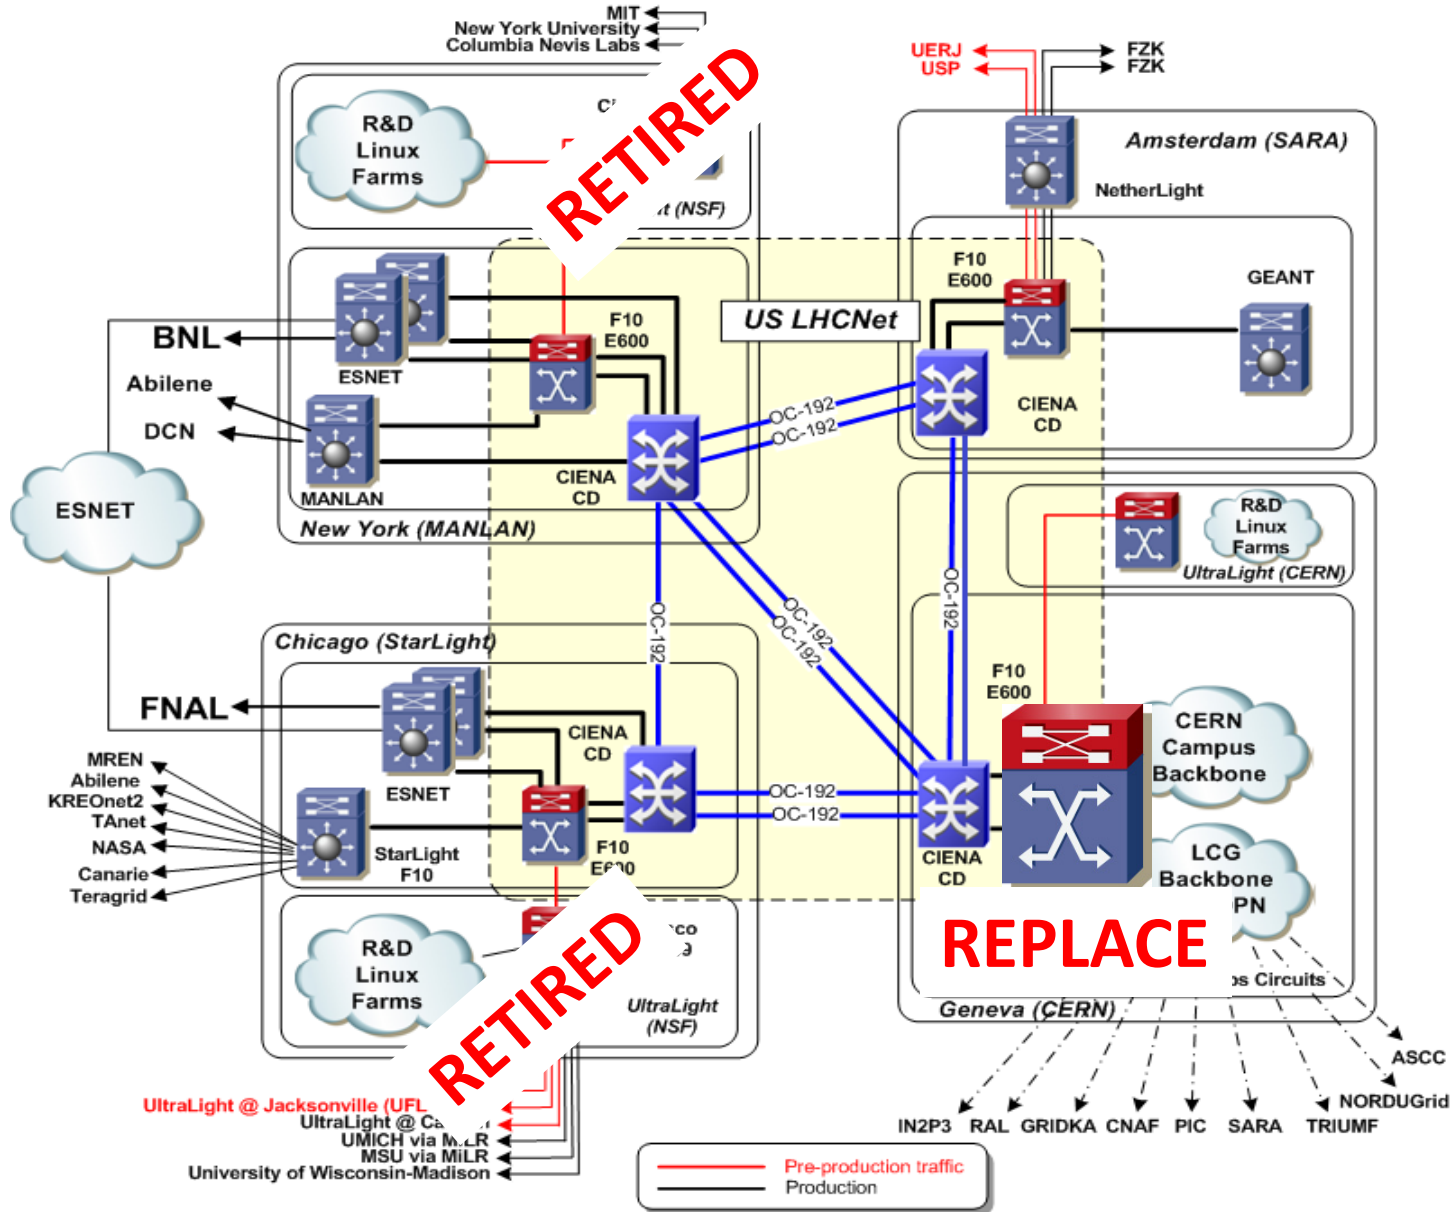 MIT
New York University
Columbia Nevis Labs
RETIRED
R&D
Linux
Farms
(NSF)
UERJ
USP
FZK
FZK
Amsterdam (SARA)
NetherLight
F10
E600
GEANT
CIENA
CD
US LHCNet
BNL
Abilene
DCN
ESNET
MANLAN
F10
E600
CIENA
CD
New York (MANLAN)
ESNET
OC-192
OC-192
OC-192
OC-192
OC-192
OC-192
OC-192
OC-192
R&D
Linux
Farms
UltraLight (CERN)
Chicago (StarLight)
FNAL
ESNET
CIENA
CD
MREN
Abilene
KREOnet2
TAnet
NASA
Canarie
Teragrid
StarLight
F10
F10
E600
F10
E600
CERN
Campus
Backbone
CIENA
CD
LCG
Backbone
REPLACE
Circuits
Geneva (CERN)
R&D
Linux
Farms
RETIRED
UltraLight
(NSF)
UltraLight @ Jacksonville (UFL
UltraLight @
UMICH via MiLR
MSU via MiLR
University of Wisconsin-Madison
IN2P3
RAL
GRIDKA
CNAF
PIC
SARA
TRIUMF
NORDUGrid
ASCC
Pre-production traffic
Production